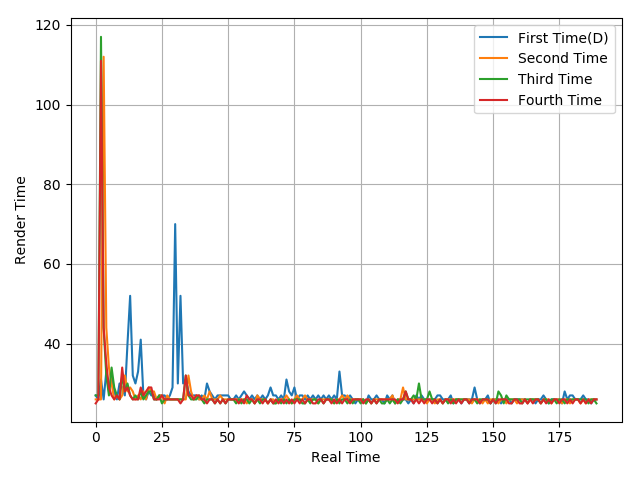 First Time(D)
Second Time
Third Time
Fourth Time
120
100
80
60
40
Render Time
0
25
50
75
100
125
150
175
Real Time